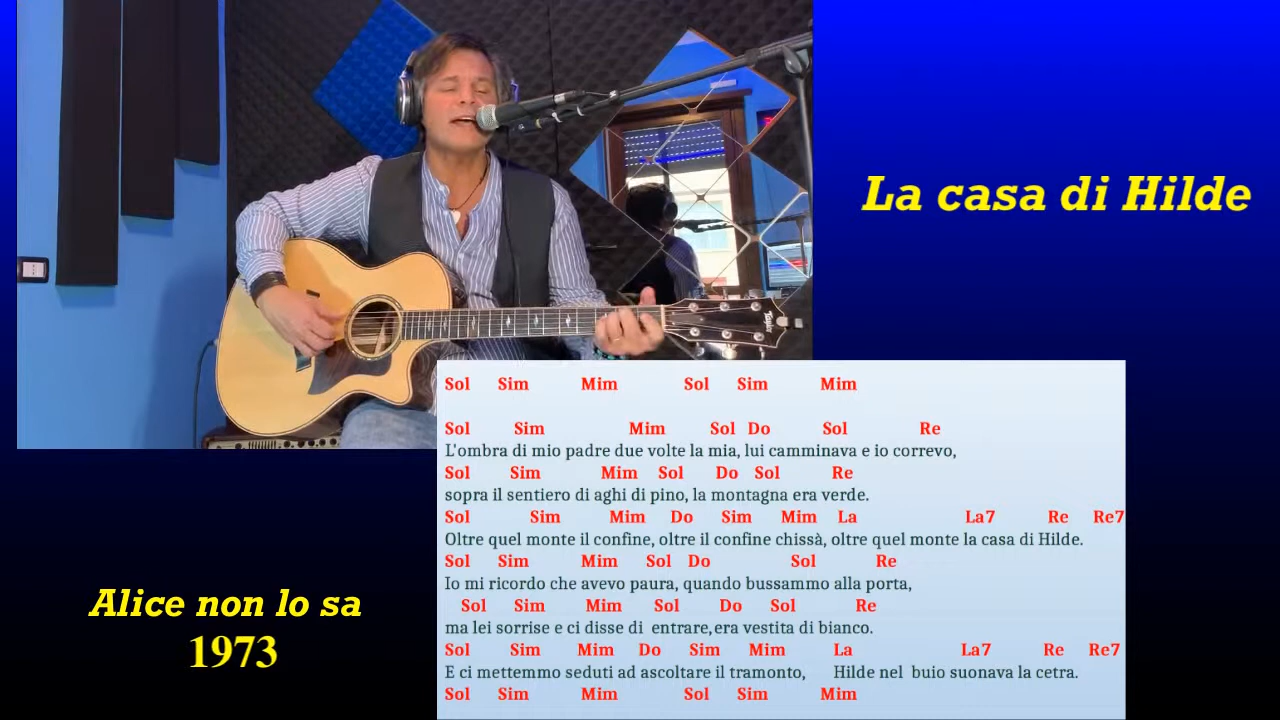 La casa di Hilde
Taylor
Sol Sim Mim Sol Sim Mim
Sol Sim Mim Sol Do Sol Re
L'ombra di mio padre due volte la mia, lui camminava e io correvo,
Sol Sim Mim Sol Do Sol Re
sopra il sentiero di aghi di pino, la montagna era verde.
Sol Sim Mim Do Sim Mim La La7 Re Re7
Oltre quel monte il confine, oltre il confine chissà, oltre quel monte la casa di Hilde.
Sol Sim Mim Sol Do Sol Re
Io mi ricordo che avevo paura, quando bussammo alla porta,
Sol Sim Mim Sol Do Sol Re
ma lei sorrise e ci disse di entrare, era vestita di bianco.
Sol Sim Mim Do Sim Mim La La7 Re Re7
E ci mettemmo seduti ad ascoltare il tramonto, Hilde nel buio suonava la cetra.
Sol Sim Mim Sol Sim Mim
Alice non lo sa
1973